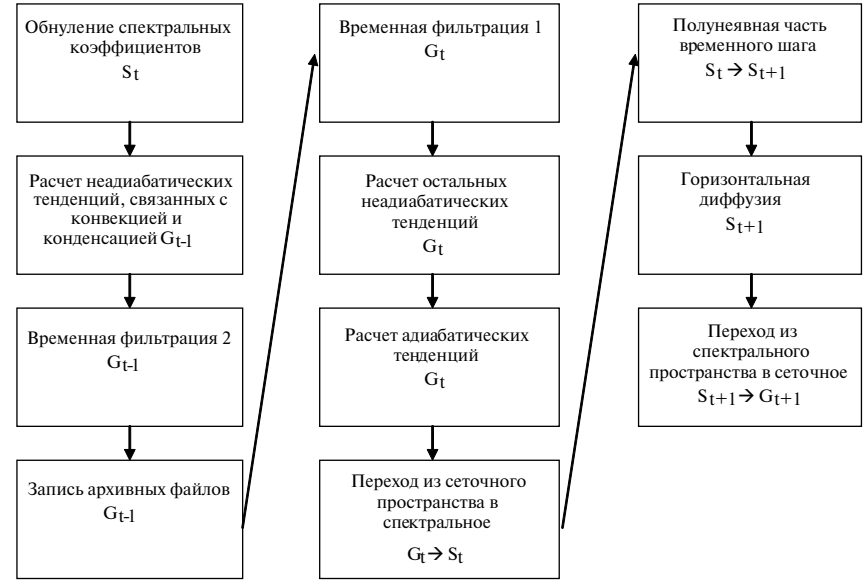 Обнуление спектральных
коэффициентов
St
Расчет неадиабатических
тенденций, связанных с
конвекцией и
конденсацией Gt-1
Временная фильтрация 2
Gt-1
Запись архивных файлов
Gt-1
Временная фильтрация 1
Gt
Расчет остальных
неадиабатических
тенденций
Gt
Расчет адиабатических
тенденций
Gt
Переход из сеточного
пространства в
спектральное
Gt → St
Полунеявная часть
временного шага
St → St+1
Горизонтальная
диффузия
St+1
Переход из
спектрального
пространства в сеточное
St+1 → Gt+1